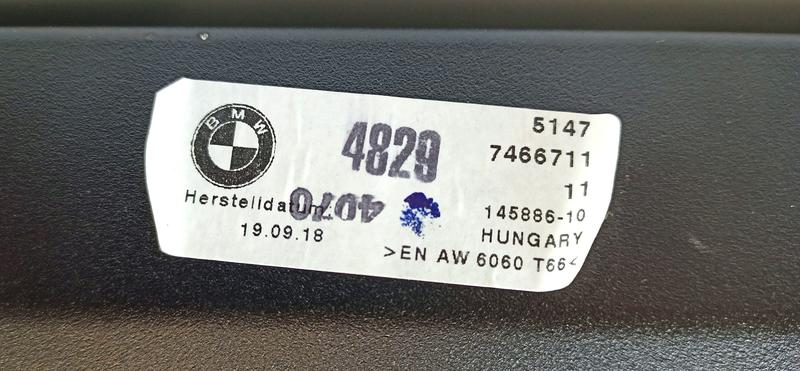 BMW
4829
5147
7466711
11
Herstelldatum:
4070
145886-10
19.09.18
HUNGARY
>EN AW 6060 T66<